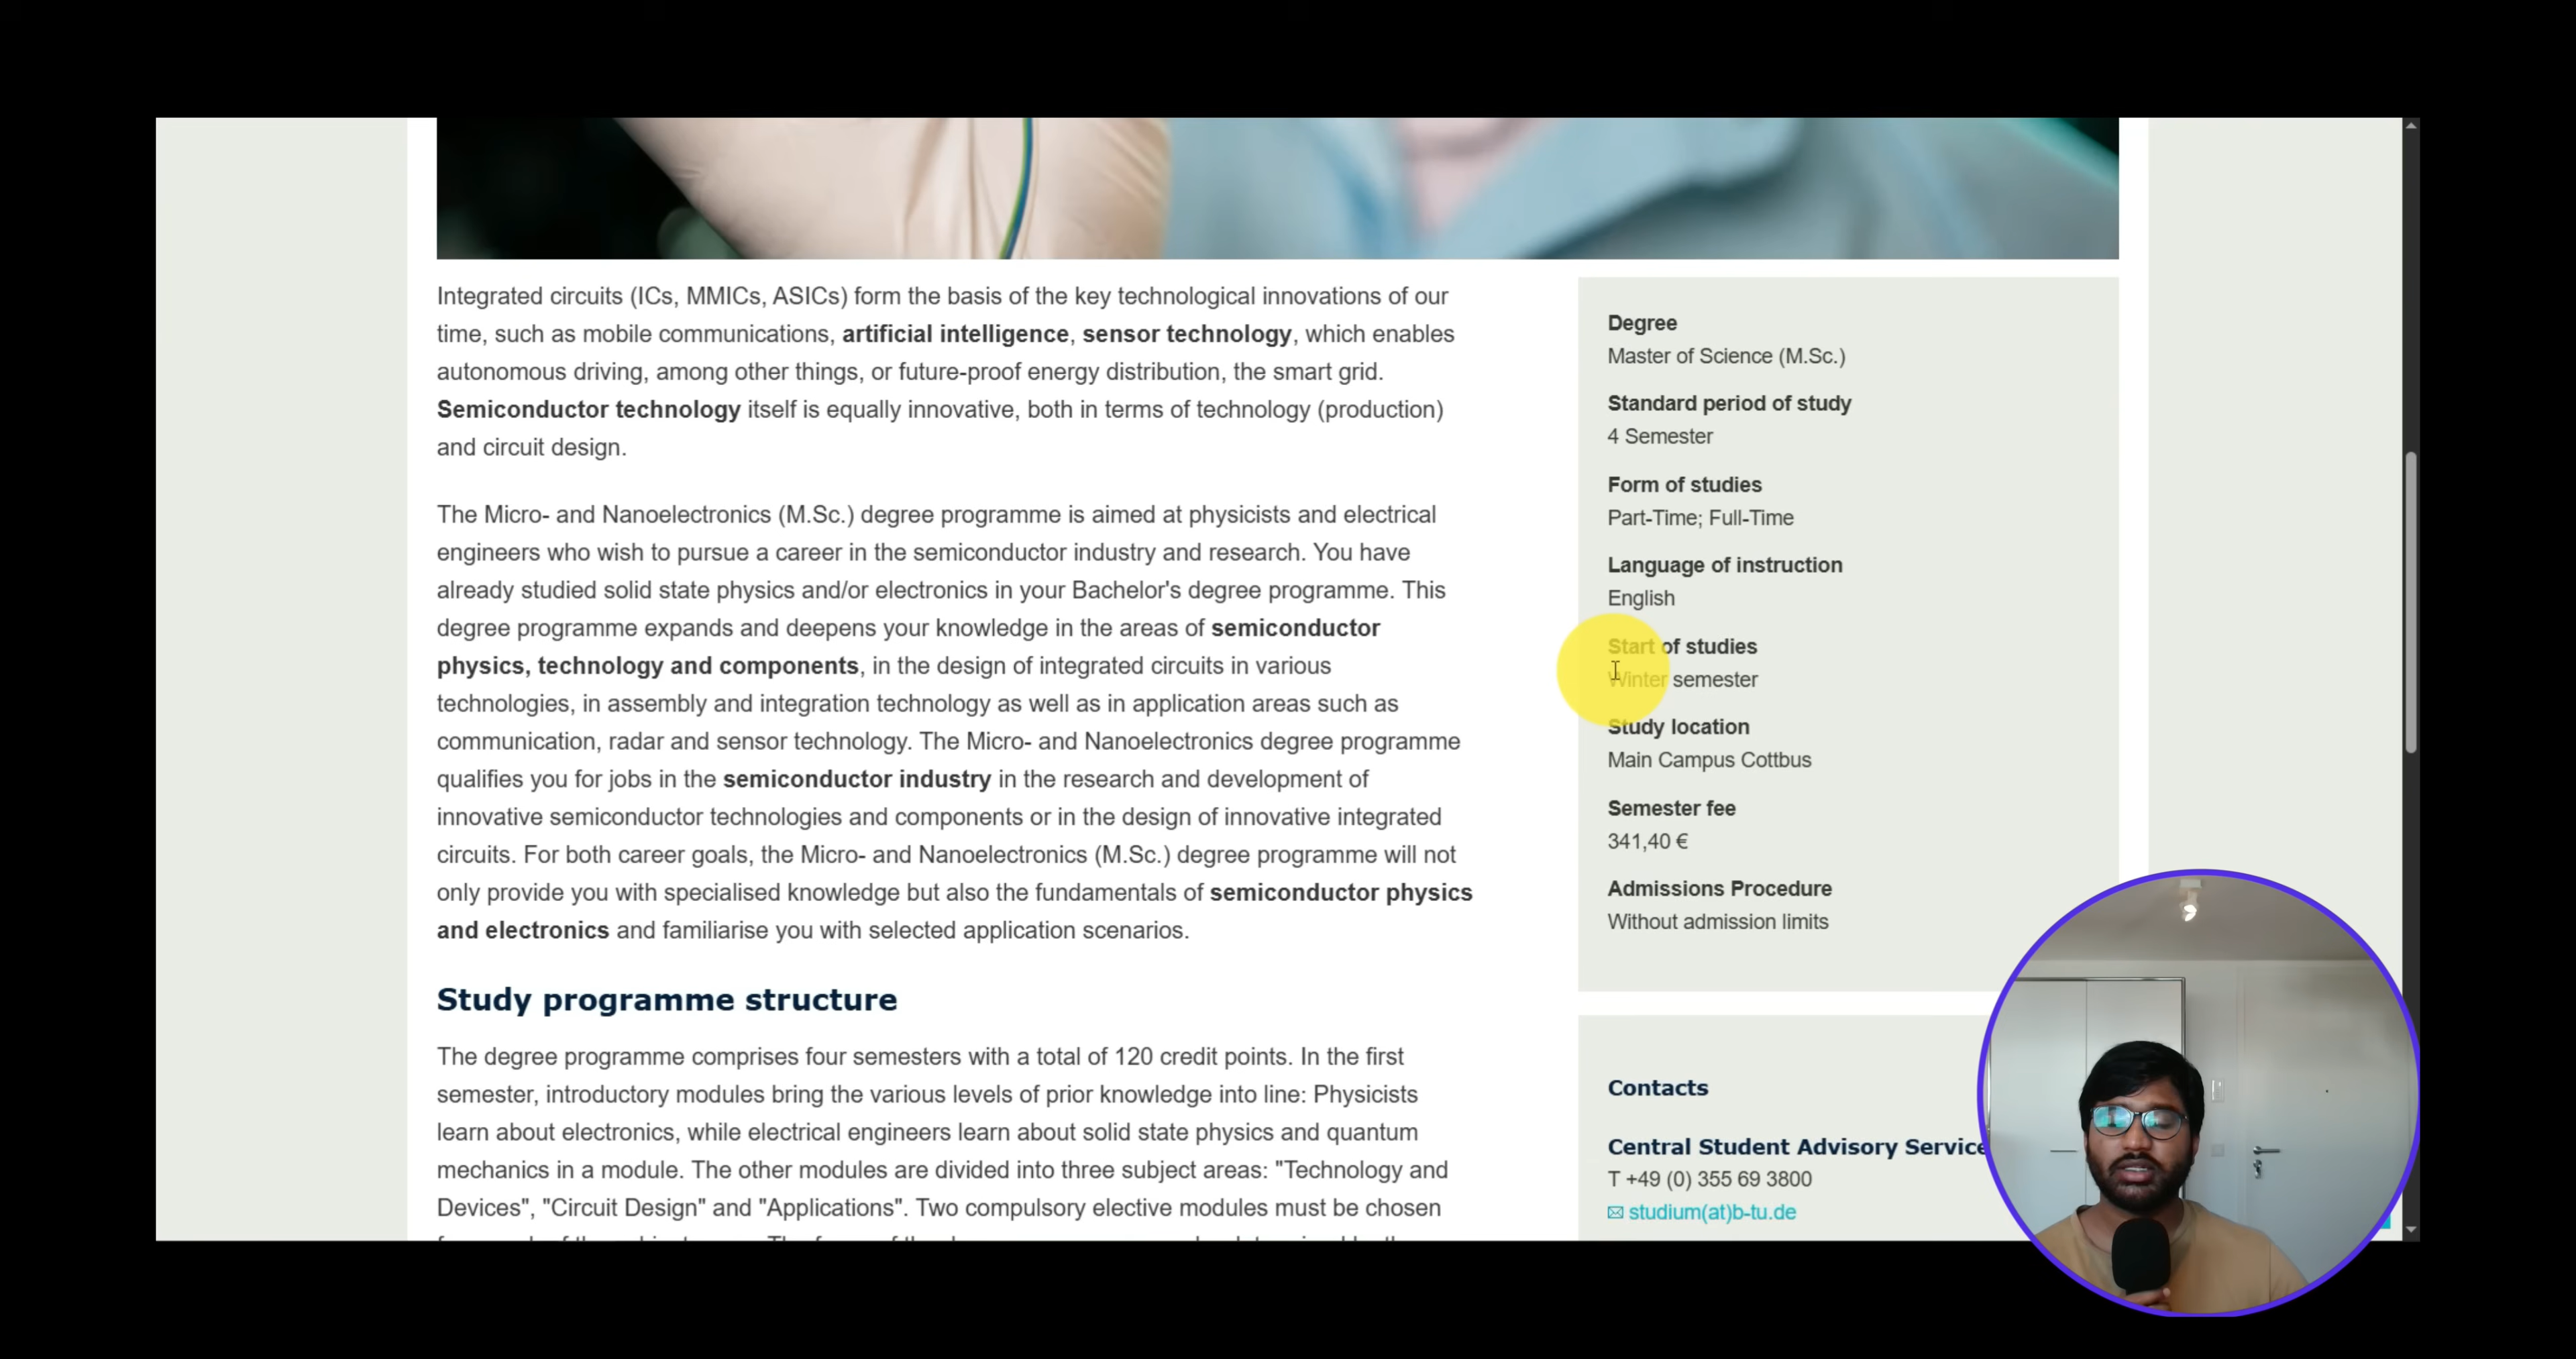 Integrated circuits (ICs, MMICs, ASICs) form the basis of the key technological innovations of our
time, such as mobile communications, artificial intelligence, sensor technology, which enables
autonomous driving, among other things, or future-proof energy distribution, the smart grid.
Semiconductor technology itself is equally innovative, both in terms of technology (production)
and circuit design.
The Micro- and Nanoelectronics (M.Sc.) degree programme is aimed at physicists and electrical
engineers who wish to pursue a career in the semiconductor industry and research. You have
already studied solid state physics and/or electronics in your Bachelor's degree programme. This
degree programme expands and deepens your knowledge in the areas of semiconductor
physics, technology and components, in the design of integrated circuits in various
technologies, in assembly and integration technology as well as in application areas such as
communication, radar and sensor technology. The Micro- and Nanoelectronics degree programme
qualifies you for jobs in the semiconductor industry in the research and development of
innovative semiconductor technologies and components or in the design of innovative integrated
circuits. For both career goals, the Micro- and Nanoelectronics (M.Sc.) degree programme will not
only provide you with specialised knowledge but also the fundamentals of semiconductor physics
and electronics and familiarise you with selected application scenarios.
Study programme structure
The degree programme comprises four semesters with a total of 120 credit points. In the first
semester, introductory modules bring the various levels of prior knowledge into line: Physicists
learn about electronics, while electrical engineers learn about solid state physics and quantum
mechanics in a module. The other modules are divided into three subject areas: "Technology and
Devices", "Circuit Design" and "Applications". Two compulsory elective modules must be chosen
Degree
Master of Science (M.Sc.)
Standard period of study
4 Semester
Form of studies
Part-Time; Full-Time
Language of instruction
English
Start of studies
Winter semester
Study location
Main Campus Cottbus
Semester fee
341,40 €
Admissions Procedure
Without admission limits
Contacts
Central Student Advisory Service
T +49 (0) 355 69 3800
studium(at)b-tu.de